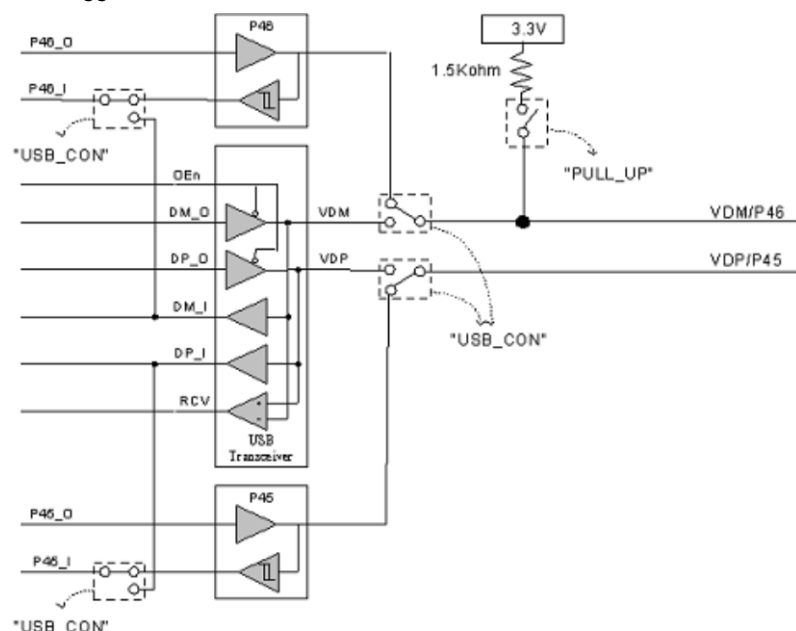 P46
3.3V
P46_O
1.5Kohm
P46_I
"USB_CON"
"PULL_UP"
OEn
DM_O
VDM
VDM/P46
DP_O
VDP
VDP/P45
DM_I
"USB_CON"
DP_I
RCV
+
-
USB
Transceiver
P45
P45_O
P45_I
"USB_CON"